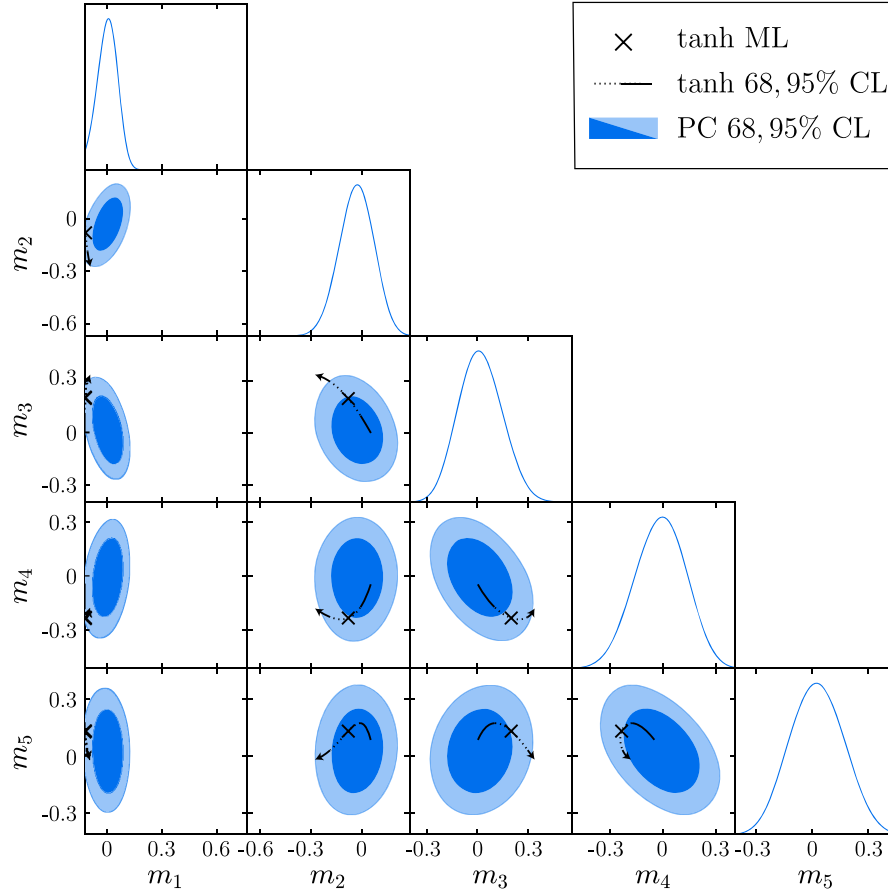 tanh ML
tanh 68, 95% CL
PC 68, 95% CL
m₂
0
-0.3
-0.6
m₃
0.3
0
-0.3
m₄
0.3
0
-0.3
m₅
0.3
0
-0.3
0 0.3 0.6 -0.6 -0.3 0 -0.3 0 0.3 -0.3 0 0.3 -0.3 0 0.3
m₁ m₂ m₃ m₄ m₅